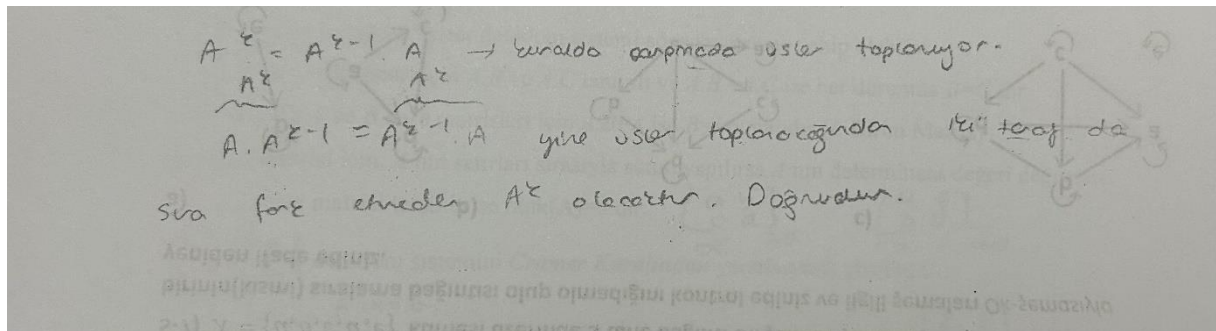 A^k = A^k-1 . A → kuralda çarpmada üsler toplanıyor.
A^k A^k
A . A^k-1 = A^k-1 . A yine üsler toplanacağından iki taraf da
sıra fark etmeden A^k olacaktır. Doğrudur.